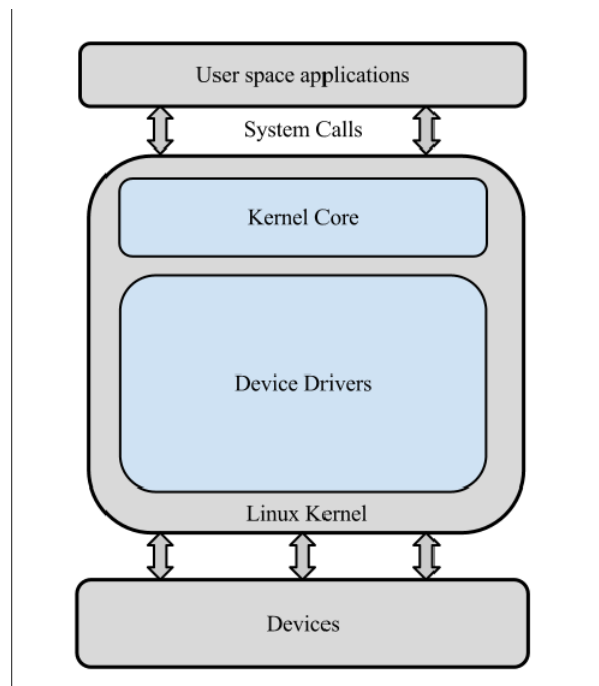 User space applications
System Calls
Kernel Core
Device Drivers
Linux Kernel
Devices